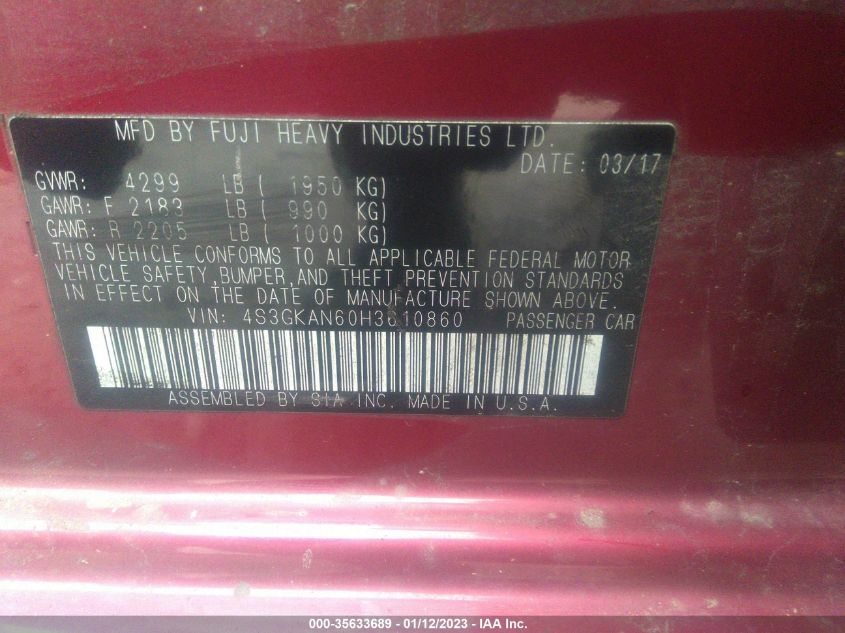 MFD BY FUJI HEAVY INDUSTRIES LTD.
DATE: 03/17
GVWR: 4299 LB ( 1950 KG)
GAWR: F 2183 LB ( 990 KG)
GAWR: R 2205 LB ( 1000 KG)
THIS VEHICLE CONFORMS TO ALL APPLICABLE FEDERAL MOTOR
VEHICLE SAFETY,BUMPER,AND THEFT PREVENTION STANDARDS
IN EFFECT ON THE DATE OF MANUFACTURE SHOWN ABOVE.
VIN: 4S3GKAN60H3610860 PASSENGER CAR
ASSEMBLED BY SIA INC. MADE IN U.S.A.
000-35633689 - 01/12/2023 - IAA Inc.